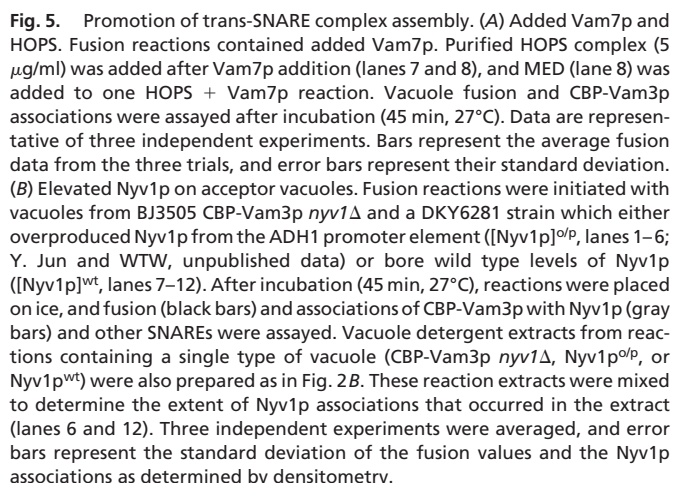 Fig. 5. Promotion of trans-SNARE complex assembly. (A) Added Vam7p and
HOPS. Fusion reactions contained added Vam7p. Purified HOPS complex (5
μg/ml) was added after Vam7p addition (lanes 7 and 8), and MED (lane 8) was
added to one HOPS + Vam7p reaction. Vacuole fusion and CBP-Vam3p
associations were assayed after incubation (45 min, 27°C). Data are represen-
tative of three independent experiments. Bars represent the average fusion
data from the three trials, and error bars represent their standard deviation.
(B) Elevated Nyv1p on acceptor vacuoles. Fusion reactions were initiated with
vacuoles from BJ3505 CBP-Vam3p nyv1Δ and a DKY6281 strain which either
overproduced Nyv1p from the ADH1 promoter element ([Nyv1p]o/p, lanes 1–6;
Y. Jun and WTW, unpublished data) or bore wild type levels of Nyv1p
([Nyv1p]wt, lanes 7–12). After incubation (45 min, 27°C), reactions were placed
on ice, and fusion (black bars) and associations of CBP-Vam3p with Nyv1p (gray
bars) and other SNAREs were assayed. Vacuole detergent extracts from reac-
tions containing a single type of vacuole (CBP-Vam3p nyv1Δ, Nyv1po/p, or
Nyv1pwt) were also prepared as in Fig. 2B. These reaction extracts were mixed
to determine the extent of Nyv1p associations that occurred in the extract
(lanes 6 and 12). Three independent experiments were averaged, and error
bars represent the standard deviation of the fusion values and the Nyv1p
associations as determined by densitometry.